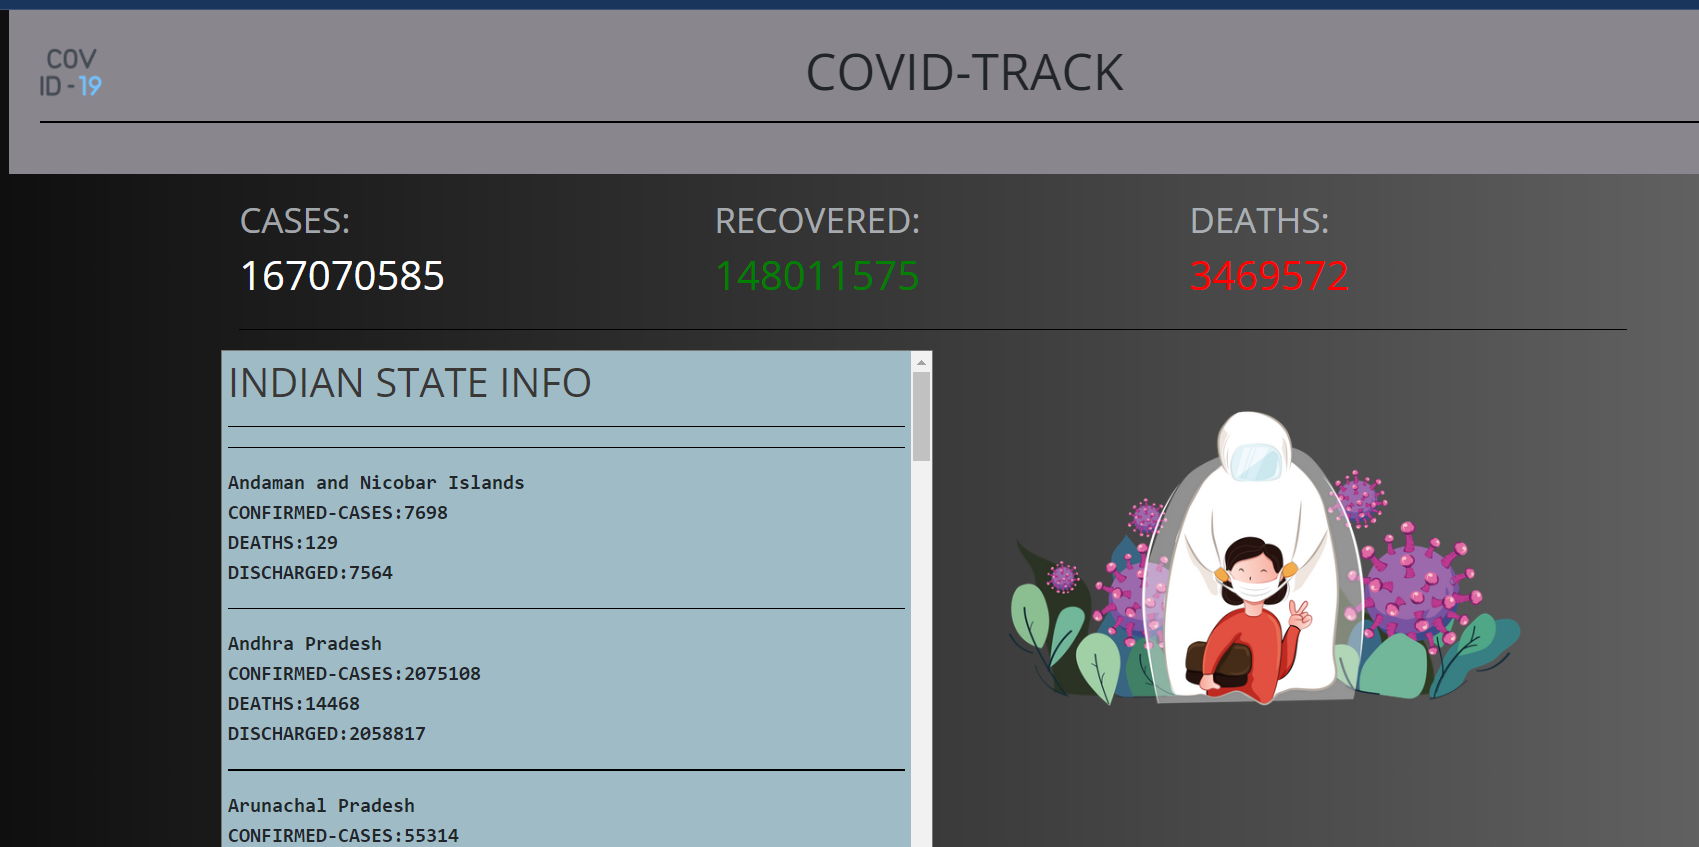 COV
ID-19
COVID-TRACK
CASES:
167070585
RECOVERED:
148011575
DEATHS:
3469572
INDIAN STATE INFO
Andaman and Nicobar Islands
CONFIRMED-CASES:7698
DEATHS:129
DISCHARGED:7564
Andhra Pradesh
CONFIRMED-CASES:2075108
DEATHS:14468
DISCHARGED:2058817
Arunachal Pradesh
CONFIRMED-CASES:55314